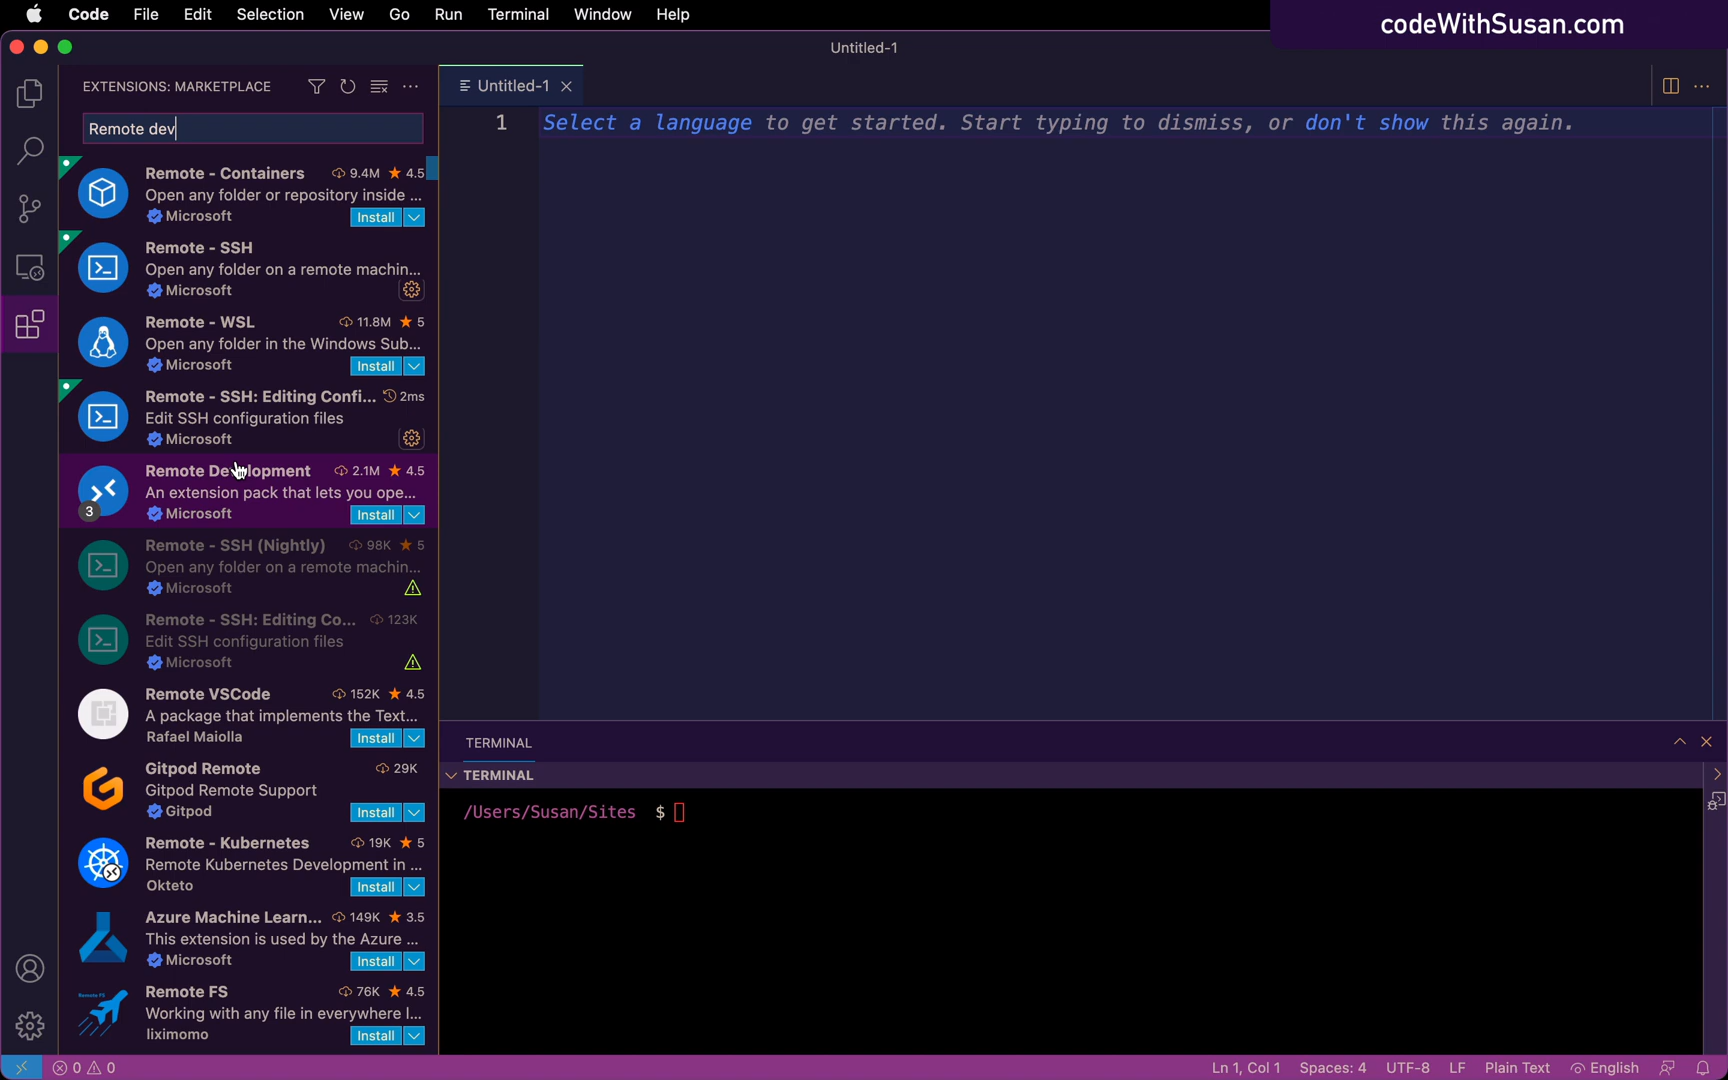 Code File Edit Selection View Go Run Terminal Window Help
codeWithSusan.com
Untitled-1
EXTENSIONS: MARKETPLACE
Remote dev
Remote - Containers 9.4M 4.5
Open any folder or repository inside ...
Microsoft Install
Remote - SSH
Open any folder on a remote machin...
Microsoft
Remote - WSL 11.8M 5
Open any folder in the Windows Sub...
Microsoft Install
Remote - SSH: Editing Confi... 2ms
Edit SSH configuration files
Microsoft
Remote Development 2.1M 4.5
An extension pack that lets you ope...
3 Microsoft Install
Remote - SSH (Nightly) 98K 5
Open any folder on a remote machin...
Microsoft
Remote - SSH: Editing Co... 123K
Edit SSH configuration files
Microsoft
Remote VSCode 152K 4.5
A package that implements the Text...
Rafael Maiolla Install
Gitpod Remote 29K
Gitpod Remote Support
Gitpod Install
Remote - Kubernetes 19K 5
Remote Kubernetes Development in ...
Okteto Install
Azure Machine Learn... 149K 3.5
This extension is used by the Azure ...
Microsoft Install
Remote FS 76K 4.5
Working with any file in everywhere l...
liximomo Install
Untitled-1
1 Select a language to get started. Start typing to dismiss, or don't show this again.
TERMINAL
TERMINAL
/Users/Susan/Sites $
0 0 Ln 1, Col 1 Spaces: 4 UTF-8 LF Plain Text English